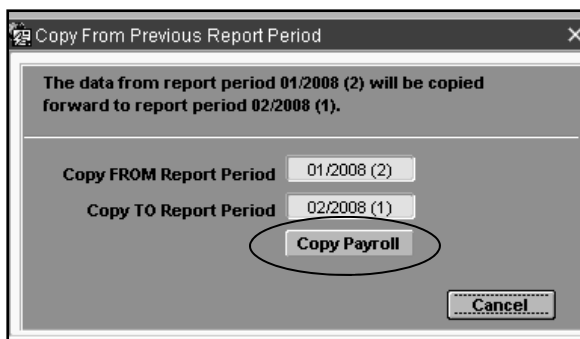 Copy From Previous Report Period
The data from report period 01/2008 (2) will be copied
forward to report period 02/2008 (1).
Copy FROM Report Period 01/2008 (2)
Copy TO Report Period 02/2008 (1)
Copy Payroll
Cancel